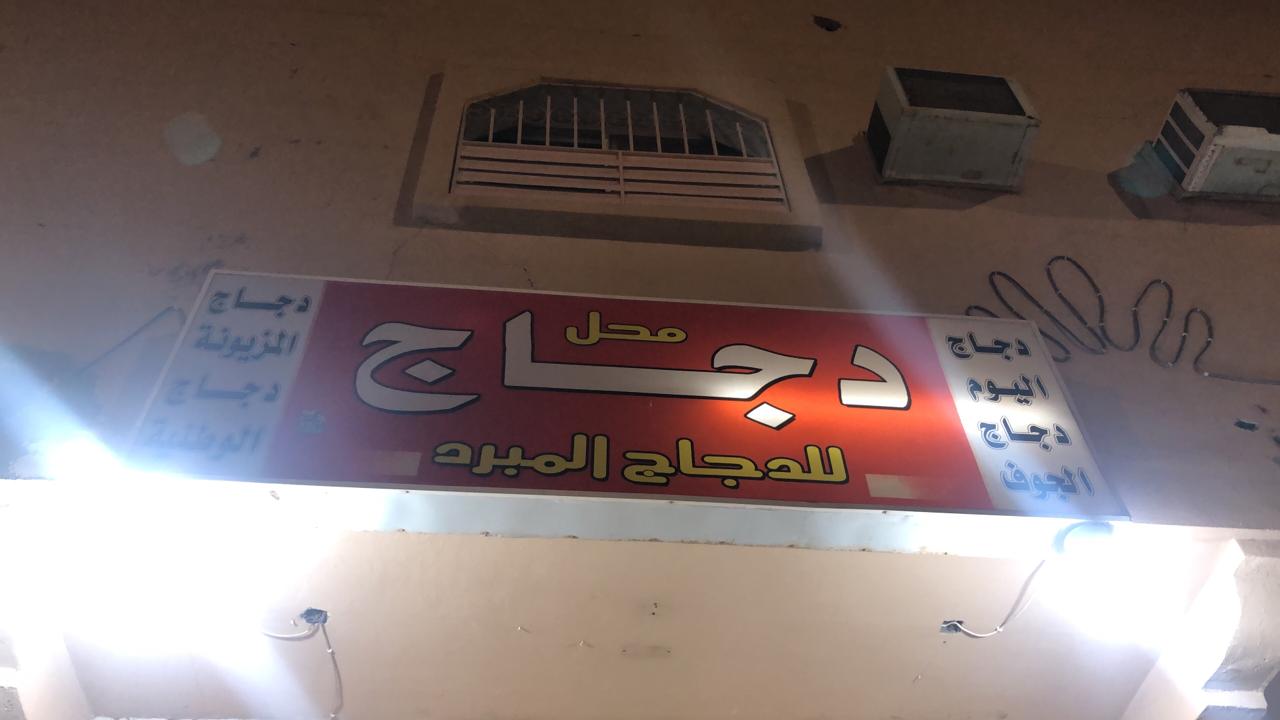 محل
دجاج
للدجاج المبرد
دجاج
اليوم
دجاج
الجوف
دجاج
المزيونة
دجاج
الوطنية